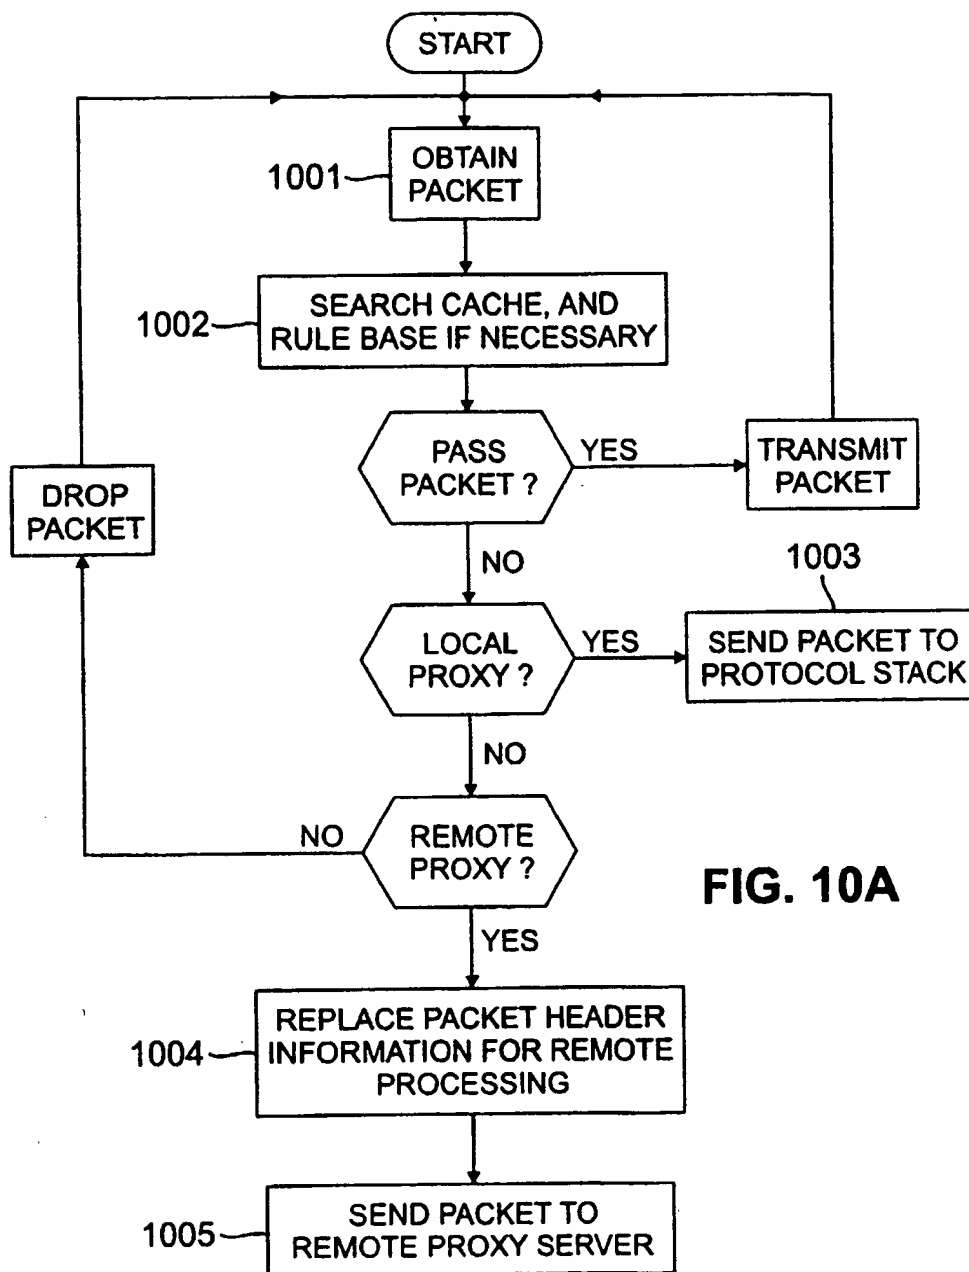 START
1001
OBTAIN
PACKET
1002
SEARCH CACHE, AND
RULE BASE IF NECESSARY
PASS
PACKET ?
YES
TRANSMIT
PACKET
DROP
PACKET
NO
1003
LOCAL
PROXY ?
YES
SEND PACKET TO
PROTOCOL STACK
NO
NO
REMOTE
PROXY ?
FIG. 10A
YES
1004
REPLACE PACKET HEADER
INFORMATION FOR REMOTE
PROCESSING
1005
SEND PACKET TO
REMOTE PROXY SERVER